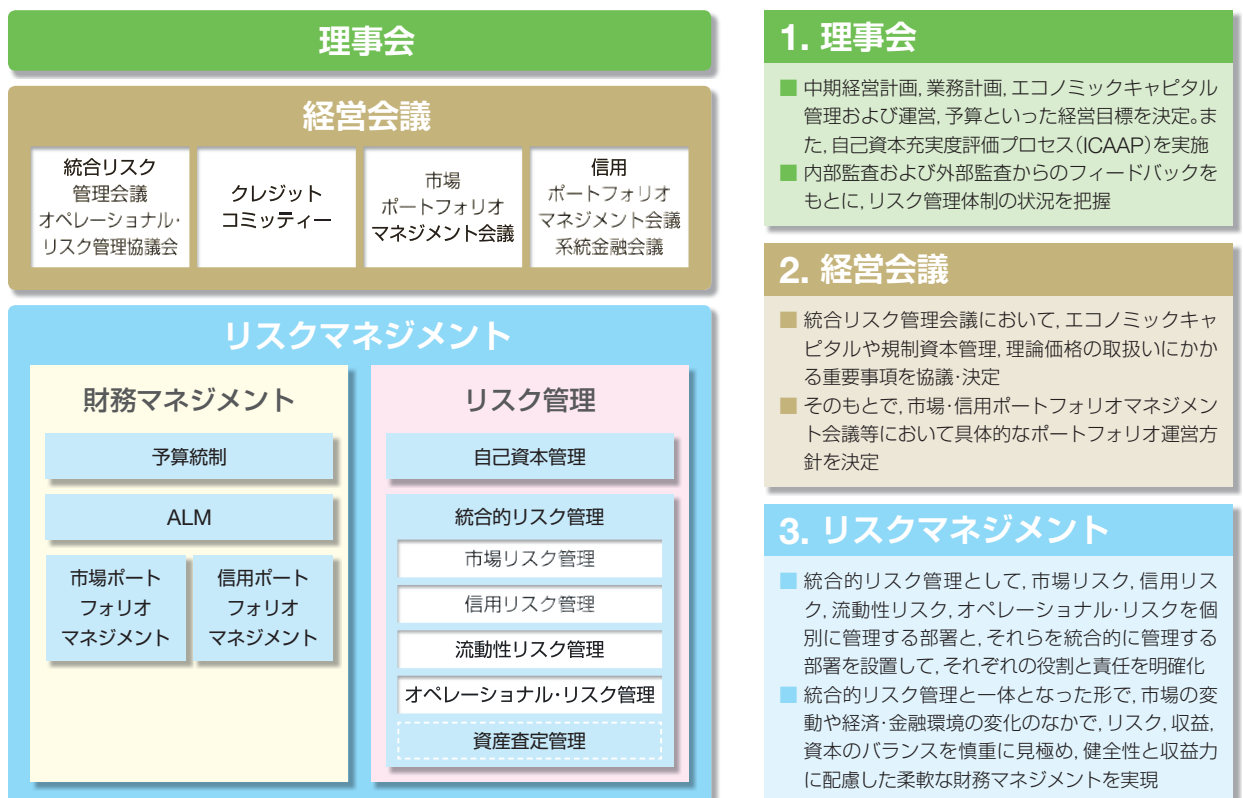 理事会
経営会議
統合リスク
管理会議
オペレーショナル・
リスク管理協議会
クレジット
コミッティー
市場
ポートフォリオ
マネジメント会議
信用
ポートフォリオ
マネジメント会議
系統金融会議
リスクマネジメント
財務マネジメント
予算統制
ALM
市場ポート
フォリオ
マネジメント
信用ポート
フォリオ
マネジメント
リスク管理
自己資本管理
統合的リスク管理
市場リスク管理
信用リスク管理
流動性リスク管理
オペレーショナル・リスク管理
資産査定管理
1. 理事会
■ 中期経営計画, 業務計画, エコノミックキャピタル
管理および運営, 予算といった経営目標を決定。ま
た, 自己資本充実度評価プロセス(ICAAP)を実施
■ 内部監査および外部監査からのフィードバックを
もとに, リスク管理体制の状況を把握
2. 経営会議
■ 統合リスク管理会議において, エコノミックキャ
ピタルや規制資本管理, 理論価格の取扱いにかか
る重要事項を協議・決定
■ そのもとで, 市場・信用ポートフォリオマネジメン
ト会議等において具体的なポートフォリオ運営方
針を決定
3. リスクマネジメント
■ 統合的リスク管理として, 市場リスク, 信用リス
ク, 流動性リスク, オペレーショナル・リスクを個
別に管理する部署と, それらを統合的に管理する
部署を設置して, それぞれの役割と責任を明確化
■ 統合的リスク管理と一体となった形で, 市場の変
動や経済・金融環境の変化のなかで, リスク, 収益,
資本のバランスを慎重に見極め, 健全性と収益力
に配慮した柔軟な財務マネジメントを実現